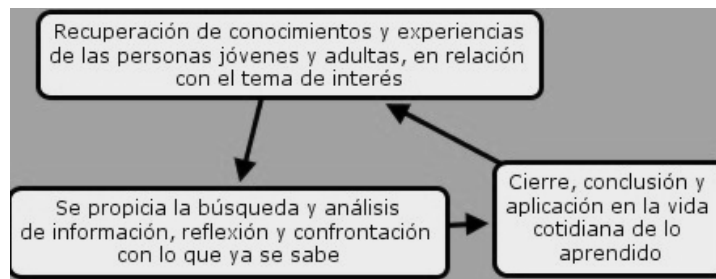 Recuperación de conocimientos y experiencias
de las personas jóvenes y adultas, en relación
con el tema de interés
Se propicia la búsqueda y análisis
de información, reflexión y confrontación
con lo que ya se sabe
Cierre, conclusión y
aplicación en la vida
cotidiana de lo
aprendido